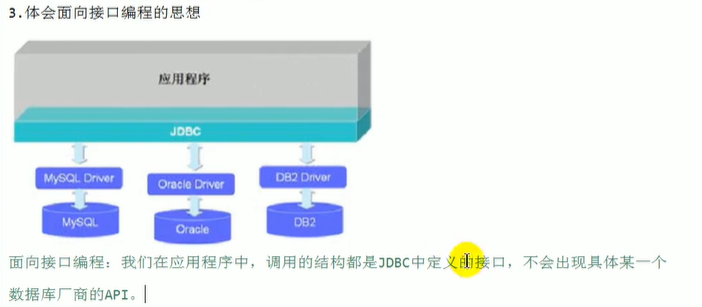 3.体会面向接口编程的思想
应用程序
JDBC
MySQL Driver
Oracle Driver
DB2 Driver
MySQL
Oracle
DB2
面向接口编程：我们在应用程序中，调用的结构都是JDBC中定义的接口，不会出现具体某一个
数据库厂商的API。